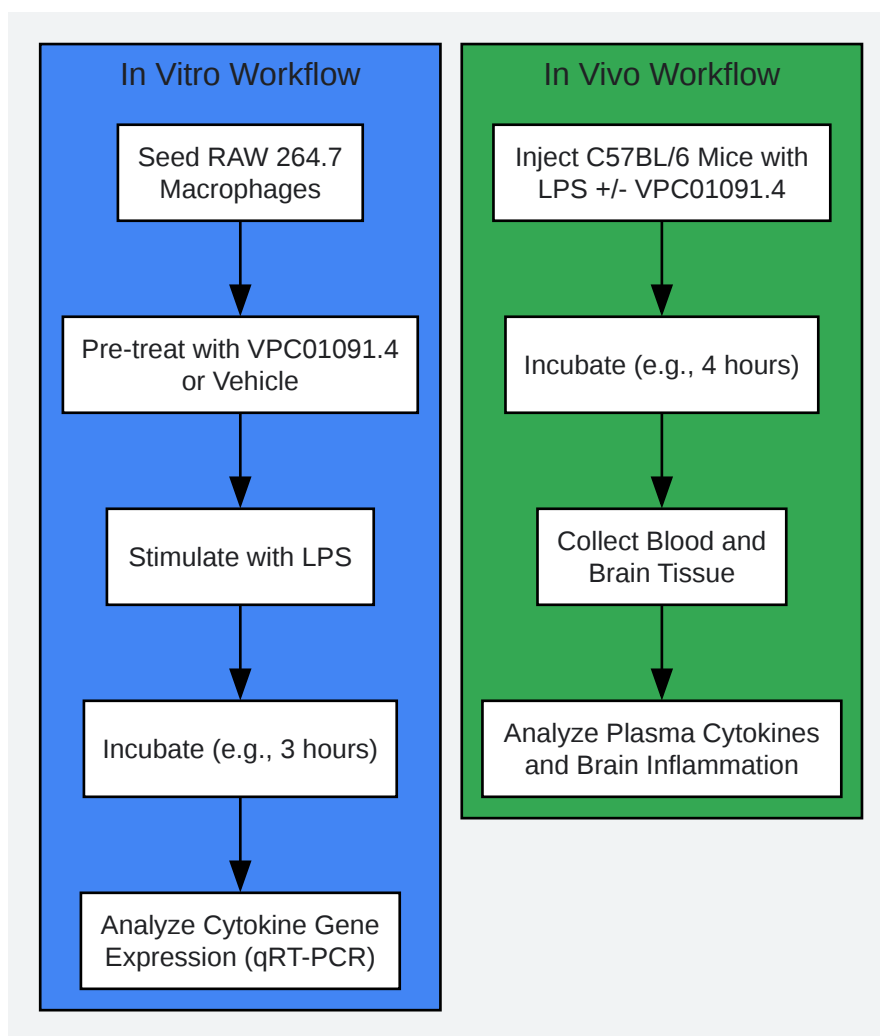 In Vitro Workflow
Seed RAW 264.7
Macrophages
Pre-treat with VPC01091.4
or Vehicle
Stimulate with LPS
Incubate (e.g., 3 hours)
Analyze Cytokine Gene
Expression (qRT-PCR)
In Vivo Workflow
Inject C57BL/6 Mice with
LPS +/- VPC01091.4
Incubate (e.g., 4 hours)
Collect Blood and
Brain Tissue
Analyze Plasma Cytokines
and Brain Inflammation